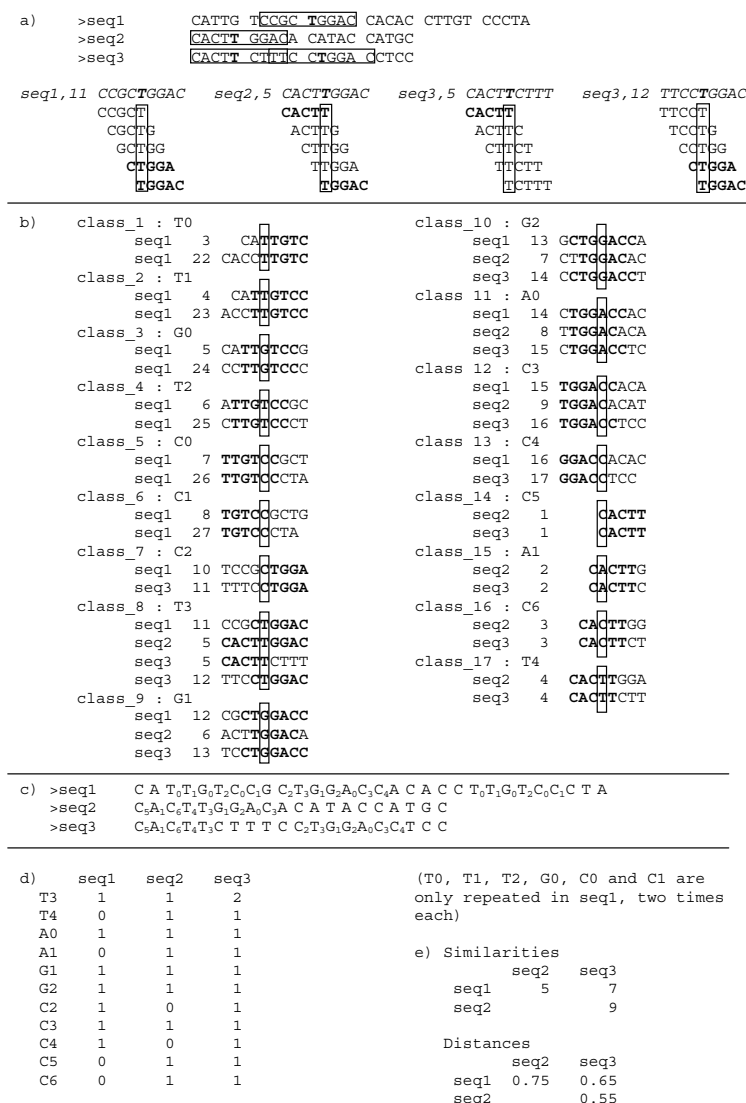 a) >seq1 CATTG TCCGC TGGAC CACAC CTTGT CCCTA
>seq2 CACTT GGACA CATAC CATGC
>seq3 CACTT CTTTC CTGGA CCTCC
seq1,11 CCGCTGGAC seq2,5 CACTTGGAC seq3,5 CACTTCTTT seq3,12 TTCCTGGAC
CCGCT CACTT CACTT TTCCT
CGCTG ACTTG ACTTC TCCTG
GCTGG CTTGG CTTCT CCTGG
CTGGA TTGGA TTCTT CTGGA
TGGAC TGGAC TCTTT TGGAC
b) class_1 : T0
seq1 3 CATTGTC
seq1 22 CACCTTGTC
class_2 : T1
seq1 4 CATTGTCC
seq1 23 ACCTTGTCC
class_3 : G0
seq1 5 CATTGTCCG
seq1 24 CCTTGTCCC
class_4 : T2
seq1 6 ATTGTCCGC
seq1 25 CTTGTCCCT
class_5 : C0
seq1 7 TTGTCCGCT
seq1 26 TTGTCCCTA
class_6 : C1
seq1 8 TGTCCGCTG
seq1 27 TGTCCCTA
class_7 : C2
seq1 10 TCCGCTGGA
seq3 11 TTTCCTGGA
class_8 : T3
seq1 11 CCGCTGGAC
seq2 5 CACTTGGAC
seq3 5 CACTTCTTT
seq3 12 TTCCTGGAC
class_9 : G1
seq1 12 CGCTGGACC
seq2 6 ACTTGGACA
seq3 13 TCCTGGACC
class_10 : G2
seq1 13 GCTGGACCA
seq2 7 CTTGGACAC
seq3 14 CCTGGACCT
class 11 : A0
seq1 14 CTGGACCAC
seq2 8 TTGGACACA
seq3 15 CTGGACCTC
class 12 : C3
seq1 15 TGGACCACA
seq2 9 TGGACACAT
seq3 16 TGGACCTCC
class 13 : C4
seq1 16 GGACCACAC
seq3 17 GGACCTCC
class_14 : C5
seq2 1 CACTT
seq3 1 CACTT
class_15 : A1
seq2 2 CACTTG
seq3 2 CACTTC
class_16 : C6
seq2 3 CACTTGG
seq3 3 CACTTCT
class_17 : T4
seq2 4 CACTTGGA
seq3 4 CACTTCTT
c) >seq1 C A T₀T₁G₀T₂C₀C₁G C₂T₃G₁G₂A₀C₃C₄A C A C C T₀T₁G₀T₂C₀C₁C T A
>seq2 C₅A₁C₆T₄T₃G₁G₂A₀C₃A C A T A C C A T G C
>seq3 C₅A₁C₆T₄T₃C T T T C C₂T₃G₁G₂A₀C₃C₄T C C
d) seq1 seq2 seq3
T3 1 1 2
T4 0 1 1
A0 1 1 1
A1 0 1 1
G1 1 1 1
G2 1 1 1
C2 1 0 1
C3 1 1 1
C4 1 0 1
C5 0 1 1
C6 0 1 1
(T0, T1, T2, G0, C0 and C1 are
only repeated in seq1, two times
each)
e) Similarities
seq2 seq3
seq1 5 7
seq2 9
Distances
seq2 seq3
seq1 0.75 0.65
seq2 0.55